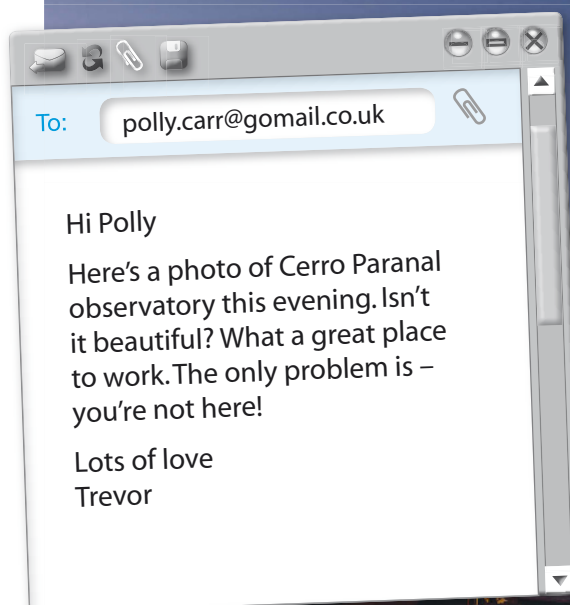 To:
polly.carr@gomail.co.uk
Hi Polly
Here's a photo of Cerro Paranal
observatory this evening. Isn't
it beautiful? What a great place
to work. The only problem is –
you're not here!
Lots of love
Trevor